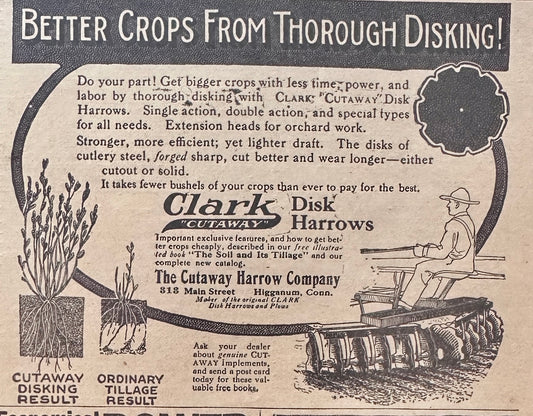 BETTER CROPS FROM THOROUGH DISKING!
Do your part! Get bigger crops with less time, power, and
labor by thorough disking with CLARK "CUTAWAY" Disk
Harrows. Single action, double action, and special types
for all needs. Extension heads for orchard work.
Stronger, more efficient; yet lighter draft. The disks of
cutlery steel, forged sharp, cut better and wear longer—either
cutout or solid.
It takes fewer bushels of your crops than ever to pay for the best.
Clark Disk
"CUTAWAY" Harrows
Important exclusive features, and how to get bet-
ter crops cheaply, described in our free illustra-
ted book "The Soil and Its Tillage" and our
complete new catalog.
The Cutaway Harrow Company
818 Main Street Higganum, Conn.
Maker of the original CLARK
Disk Harrows and Plows
Ask your dealer
about genuine CUT-
AWAY implements,
and send a post card
today for these val-
uable free books.
CUTAWAY
DISKING
RESULT
ORDINARY
TILLAGE
RESULT